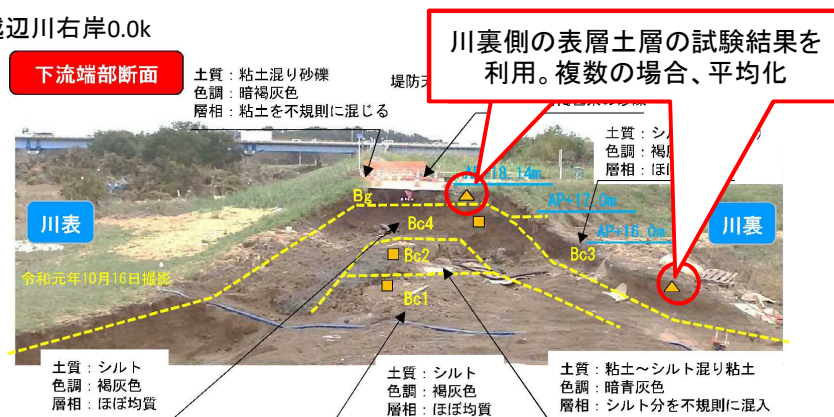 越辺川右岸0.0k
下流端部断面
川裏側の表層土層の試験結果を
利用。複数の場合、平均化
土質：粘土混り砂礫
色調：暗褐灰色
層相：粘土を不規則に混じる
堤防天
土質：シル
色調：褐
層相：ほぼ
AP+18.14m
AP+17.0m
AP+16.0m
川表
川裏
Bg
Bc4
Bc2
Bc3
Bc1
令和元年10月16日撮影
土質：シルト
色調：褐灰色
層相：ほぼ均質
土質：シルト
色調：褐灰色
層相：ほぼ均質
土質：粘土～シルト混り粘土
色調：暗青灰色
層相：シルト分を不規則に混入